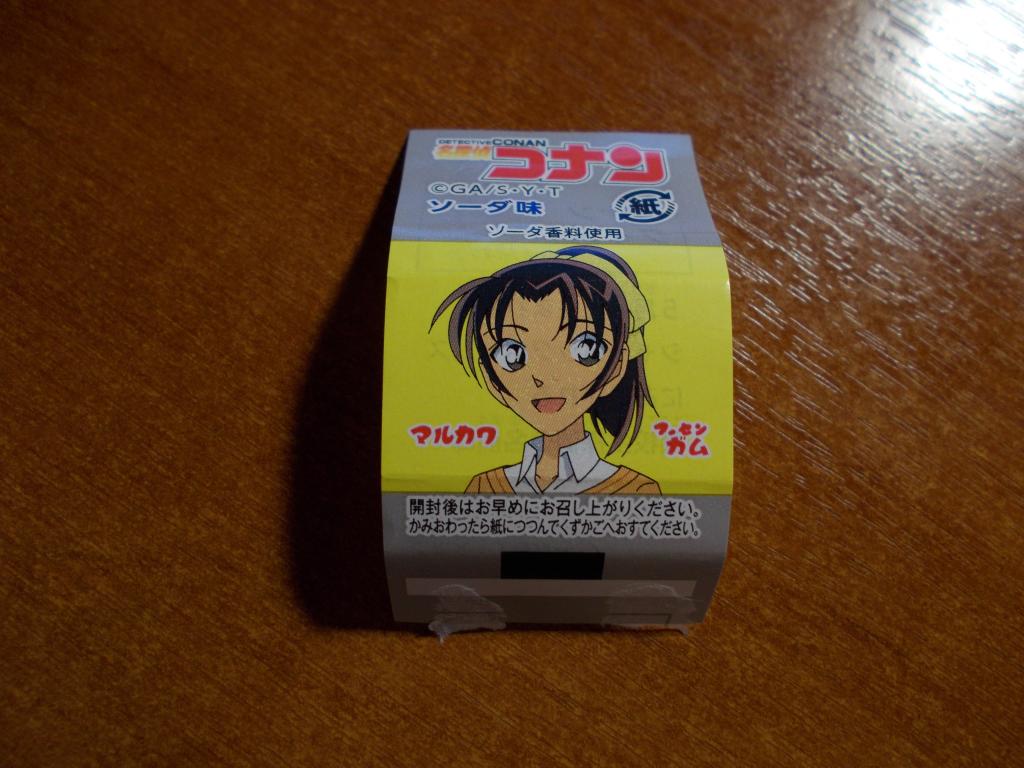 DETECTIVE CONAN
名探偵 コナン
©GA/S・Y・T
ソーダ味
紙
ソーダ香料使用
マルカワ
フーセン
ガム
開封後はお早めにお召し上がりください。
かみおわったら紙につつんでくずかごへおすてください。